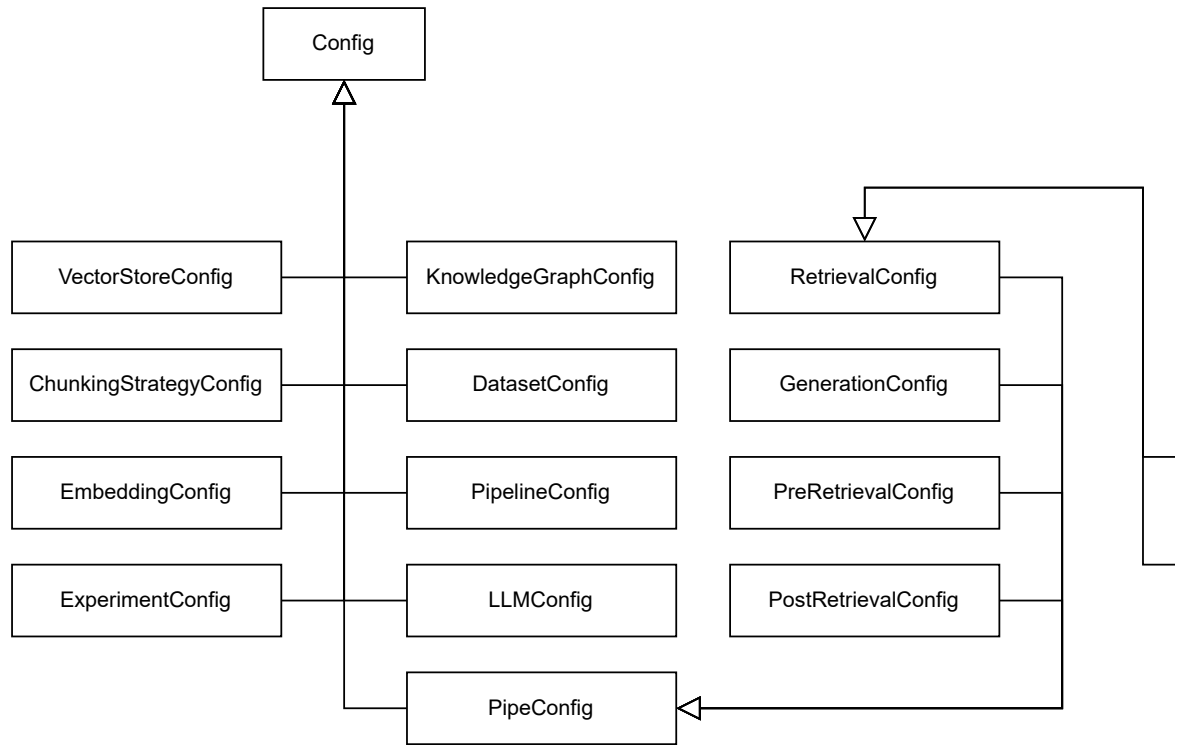 Config
VectorStoreConfig
KnowledgeGraphConfig
RetrievalConfig
ChunkingStrategyConfig
DatasetConfig
GenerationConfig
EmbeddingConfig
PipelineConfig
PreRetrievalConfig
ExperimentConfig
LLMConfig
PostRetrievalConfig
PipeConfig